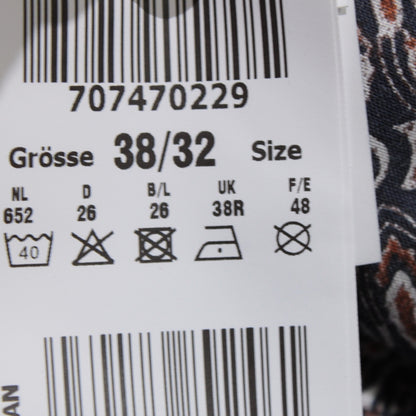 707470229
Grösse 38/32 Size
NL D B/L UK F/E
652 26 26 38R 48
40
AN